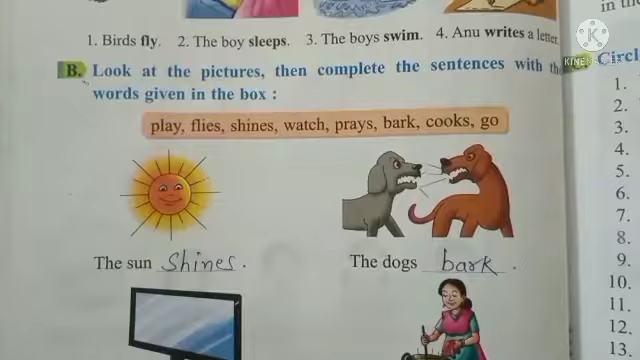 in th
1. Birds fly. 2. The boy sleeps. 3. The boys swim. 4. Anu writes a letter.
B. Look at the pictures, then complete the sentences with the
words given in the box :
play, flies, shines, watch, prays, bark, cooks, go
The sun Shines.
The dogs bark.
Circl
1.
2.
3.
4.
5.
6.
7.
8.
9.
10.
11.
12.
13.